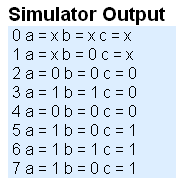 Simulator Output
0 a = x b = x c = x
1 a = x b = 0 c = x
2 a = 0 b = 0 c = 0
3 a = 1 b = 1 c = 0
4 a = 0 b = 0 c = 0
5 a = 1 b = 0 c = 1
6 a = 1 b = 1 c = 1
7 a = 1 b = 0 c = 1